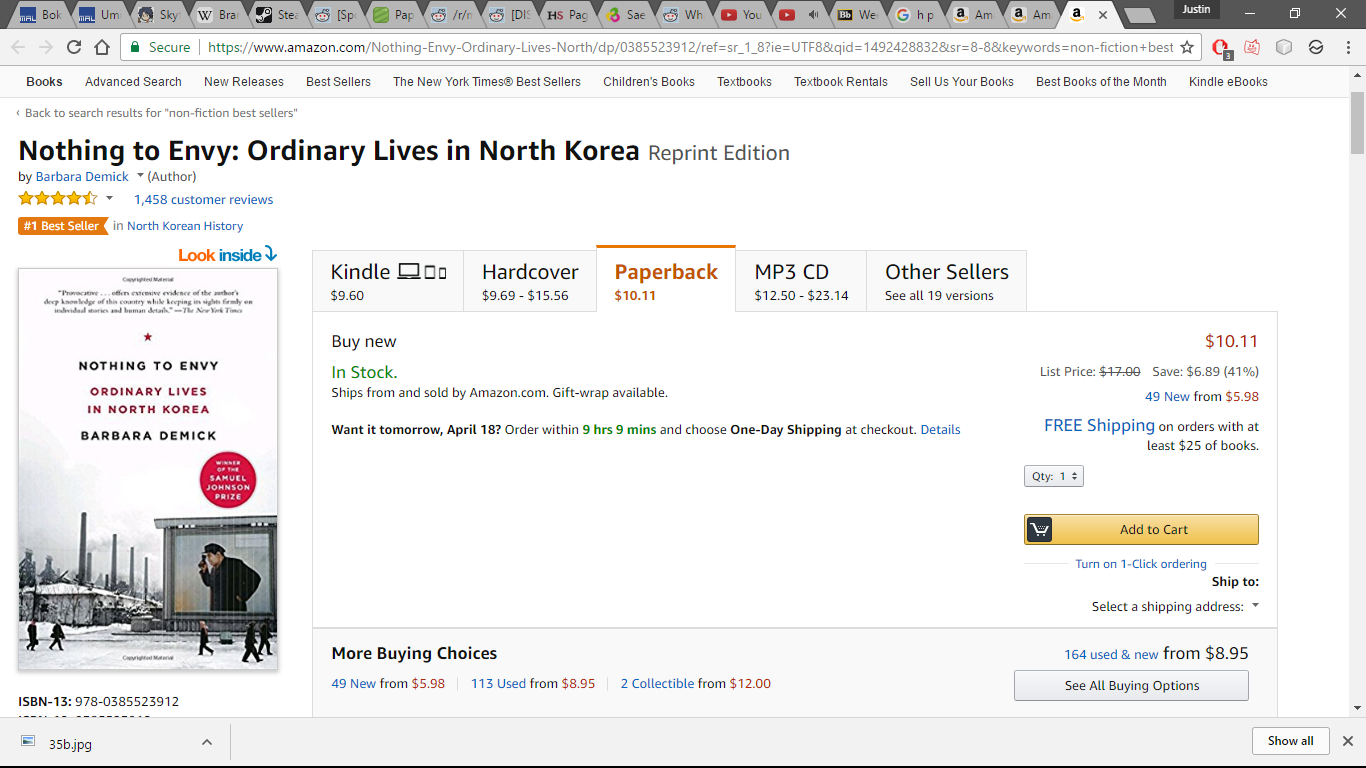 Bok
Um
Sky
Bra
Stea
[Sp
Pap
/r/n
[DIS
HS Pag
Sae
Wh
You
Bb We
h p
Am
Am
Justin
Secure https://www.amazon.com/Nothing-Envy-Ordinary-Lives-North/dp/0385523912/ref=sr_1_8?ie=UTF8&qid=1492428832&sr=8-8&keywords=non-fiction+best
3
Books Advanced Search New Releases Best Sellers The New York Times® Best Sellers Children's Books Textbooks Textbook Rentals Sell Us Your Books Best Books of the Month Kindle eBooks
‹ Back to search results for "non-fiction best sellers"
Nothing to Envy: Ordinary Lives in North Korea Reprint Edition
by Barbara Demick (Author)
1,458 customer reviews
#1 Best Seller in North Korean History
Look inside
Copyrighted Material
"Provocative . . . offers extensive evidence of the author's
deep knowledge of this country while keeping its sights firmly on
individual stories and human details." —The New York Times
NOTHING TO ENVY
ORDINARY LIVES
IN NORTH KOREA
BARBARA DEMICK
WINNER
OF THE
SAMUEL
JOHNSON
PRIZE
Copyrighted Material
ISBN-13: 978-0385523912
Kindle
$9.60
Hardcover
$9.69 - $15.56
Paperback
$10.11
MP3 CD
$12.50 - $23.14
Other Sellers
See all 19 versions
Buy new
$10.11
In Stock.
Ships from and sold by Amazon.com. Gift-wrap available.
List Price: $17.00 Save: $6.89 (41%)
49 New from $5.98
Want it tomorrow, April 18? Order within 9 hrs 9 mins and choose One-Day Shipping at checkout. Details
FREE Shipping on orders with at
least $25 of books.
Qty: 1
Add to Cart
Turn on 1-Click ordering
Ship to:
Select a shipping address:
More Buying Choices
164 used & new from $8.95
49 New from $5.98 113 Used from $8.95 2 Collectible from $12.00
See All Buying Options
35b.jpg
Show all